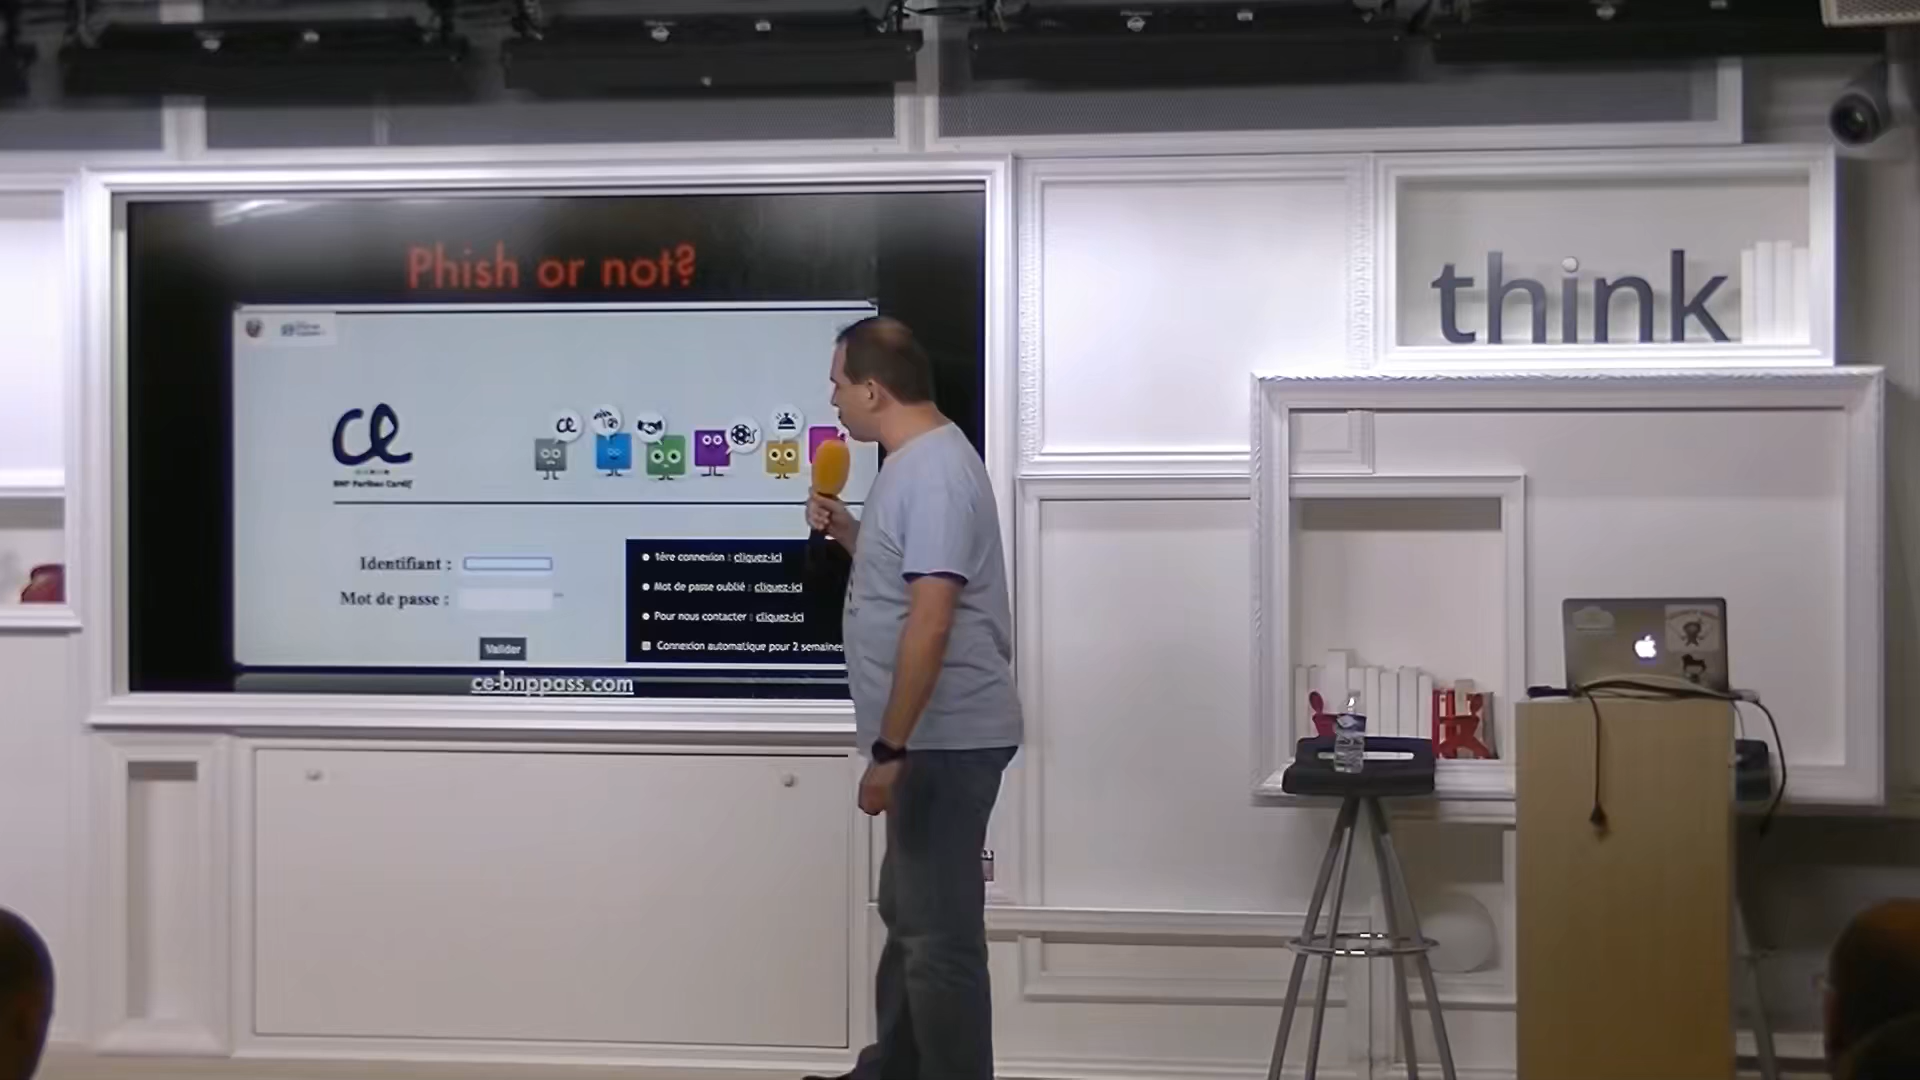 Phish or not?
think
ce
ce
BNP Paribas Cardif
Identifiant :
Mot de passe :
Valider
1ère connexion : cliquez-ici
Mot de passe oublié : cliquez-ici
Pour nous contacter : cliquez-ici
Connexion automatique pour 2 semaines
ce-bnppass.com